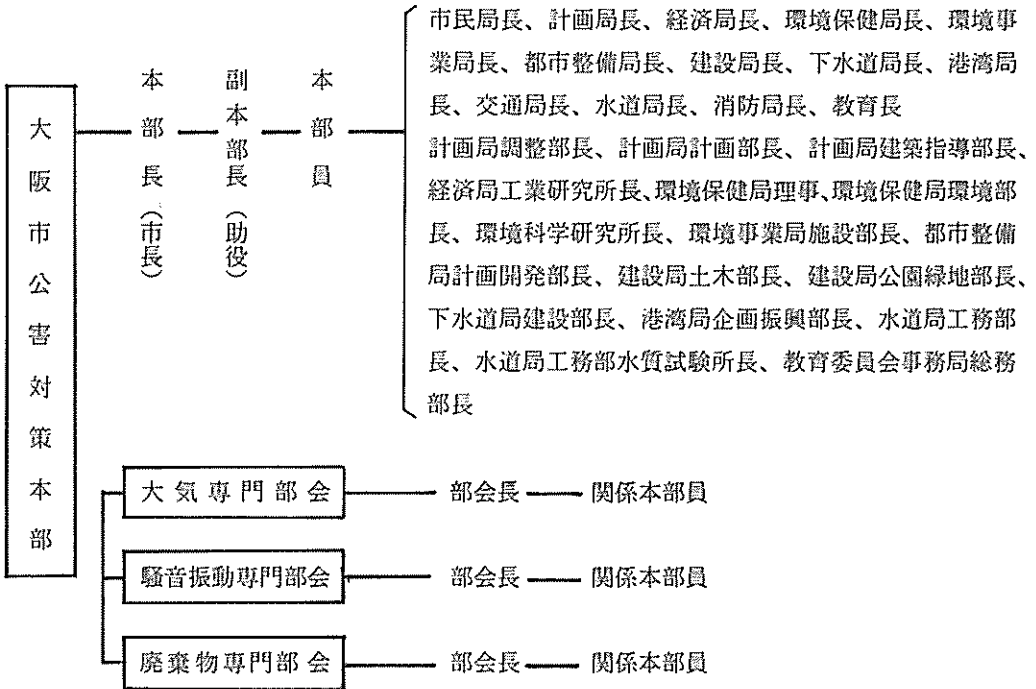 大阪市公害対策本部
本部長（市長）
副本部長（助役）
本部員
市民局長、計画局長、経済局長、環境保健局長、環境事
業局長、都市整備局長、建設局長、下水道局長、港湾局
長、交通局長、水道局長、消防局長、教育長
計画局調整部長、計画局計画部長、計画局建築指導部長、
経済局工業研究所長、環境保健局理事、環境保健局環境部
長、環境科学研究所長、環境事業局施設部長、都市整備
局計画開発部長、建設局土木部長、建設局公園緑地部長、
下水道局建設部長、港湾局企画振興部長、水道局工務部
長、水道局工務部水質試験所長、教育委員会事務局総務
部長
大気専門部会 部会長 関係本部員
騒音振動専門部会 部会長 関係本部員
廃棄物専門部会 部会長 関係本部員